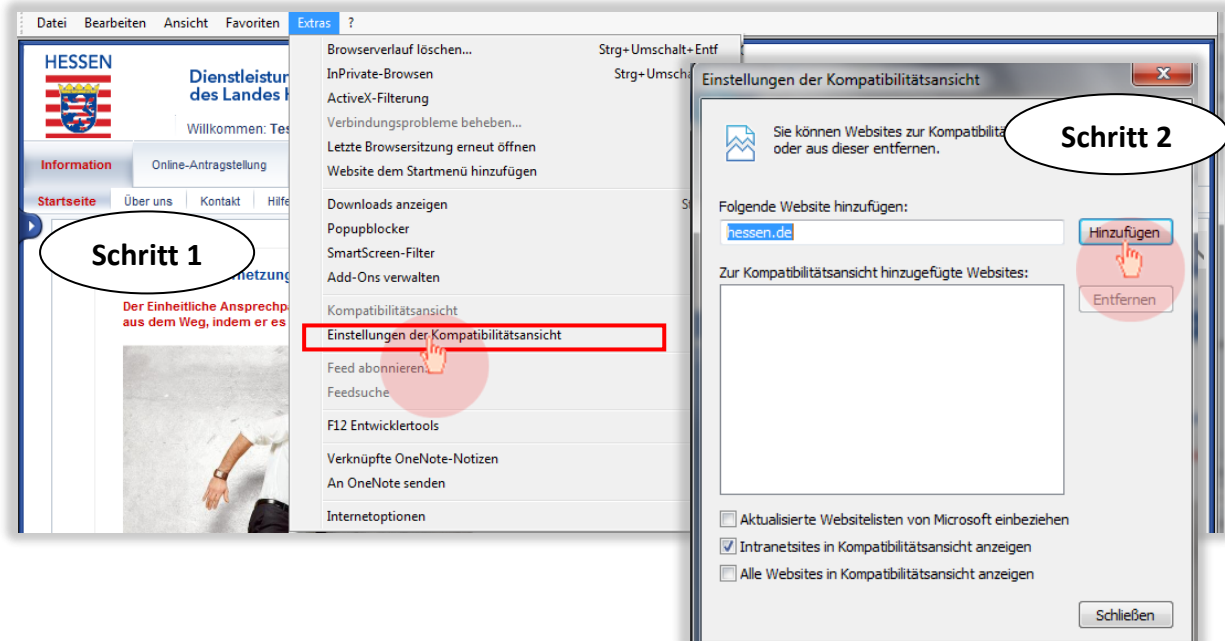 Datei Bearbeiten Ansicht Favoriten Extras ?
HESSEN
Dienstleistur
des Landes
Willkommen: Tes
Information Online-Antragstellung
Startseite Über uns Kontakt Hilfe
Schritt 1
netzung
Der Einheitliche Ansprechpa
aus dem Weg, indem er es
Browserverlauf löschen... Strg+Umschalt+Entf
InPrivate-Browsen Strg+Umscha
ActiveX-Filterung
Verbindungsprobleme beheben...
Letzte Browsersitzung erneut öffnen
Website dem Startmenü hinzufügen
Downloads anzeigen
Popupblocker
SmartScreen-Filter
Add-Ons verwalten
Kompatibilitätsansicht
Einstellungen der Kompatibilitätsansicht
Feed abonnieren...
Feedsuche
F12 Entwicklertools
Verknüpfte OneNote-Notizen
An OneNote senden
Internetoptionen
Einstellungen der Kompatibilitätsansicht
Sie können Websites zur Kompatibilitä
oder aus dieser entfernen.
Schritt 2
Folgende Website hinzufügen:
hessen.de Hinzufügen
Zur Kompatibilitätsansicht hinzugefügte Websites:
Entfernen
Aktualisierte Websitelisten von Microsoft einbeziehen
Intranetsites in Kompatibilitätsansicht anzeigen
Alle Websites in Kompatibilitätsansicht anzeigen
Schließen